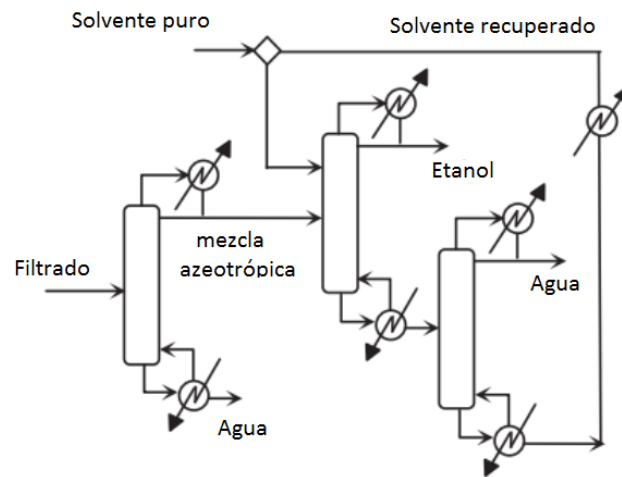 Solvente puro
Solvente recuperado
Etanol
mezcla
azeotrópica
Filtrado
Agua
Agua